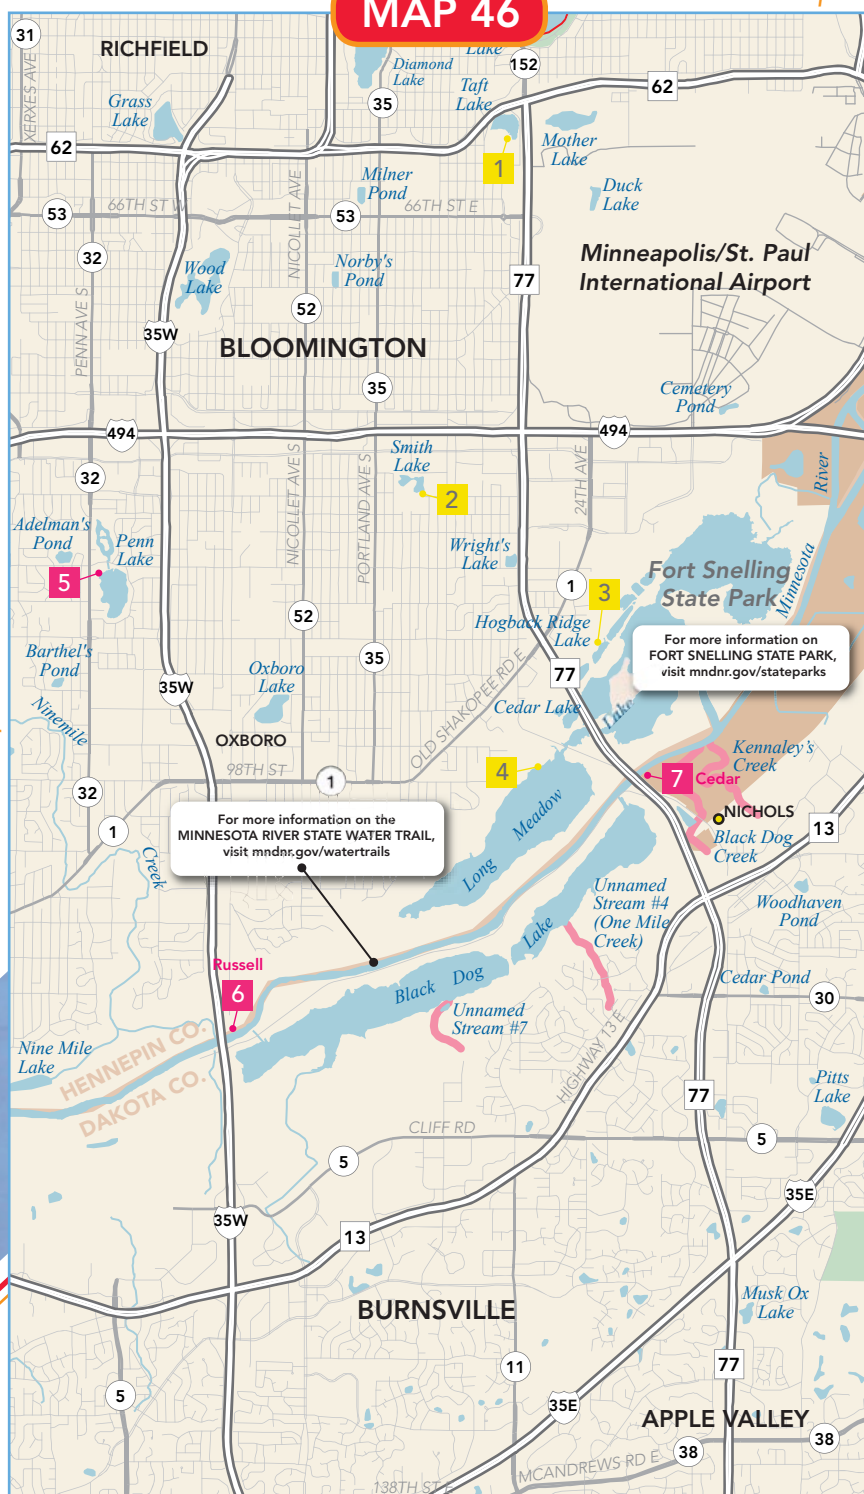 MAP 46
31
RICHFIELD
XERXES AVE
Lake
Diamond
Lake
152
Taft
Lake
62
35
Grass
Lake
62
1
Mother
Lake
Milner
Pond
Duck
Lake
53
66TH ST W
NICOLLET AVE
53
66TH ST E
32
Wood
Lake
Norby's
Pond
77
Minneapolis/St. Paul
International Airport
52
PENN AVE S
35W
BLOOMINGTON
35
Cemetery
Pond
494
494
32
NICOLLET AVE S
PORTLAND AVE S
Smith
Lake
2
24TH AVE
River
Adelman's
Pond
Penn
Lake
5
Wright's
Lake
1
3
Fort Snelling
State Park
Minnesota
52
Hogback Ridge
Lake
For more information on
FORT SNELLING STATE PARK,
visit mndnr.gov/stateparks
Barthel's
Pond
35
35W
Oxboro
Lake
77
Cedar Lake
Lake
Ninemile
OXBORO
OLD SHAKOPEE RD E
98TH ST
1
4
7
Cedar
Kennaley's
Creek
32
1
NICHOLS
13
For more information on the
MINNESOTA RIVER STATE WATER TRAIL,
visit mndnr.gov/watertrails
Long
Meadow
Black Dog
Creek
Creek
Unnamed
Stream #4
(One Mile
Creek)
Woodhaven
Pond
Russell
6
Black Dog
Lake
Cedar Pond
30
Unnamed
Stream #7
HENNEPIN CO.
DAKOTA CO.
Nine Mile
Lake
HIGHWAY 13 E
77
Pitts
Lake
CLIFF RD
5
5
35E
35W
13
BURNSVILLE
Musk Ox
Lake
11
77
5
35E
APPLE VALLEY
38
38
MCANDREWS RD E
138TH ST E